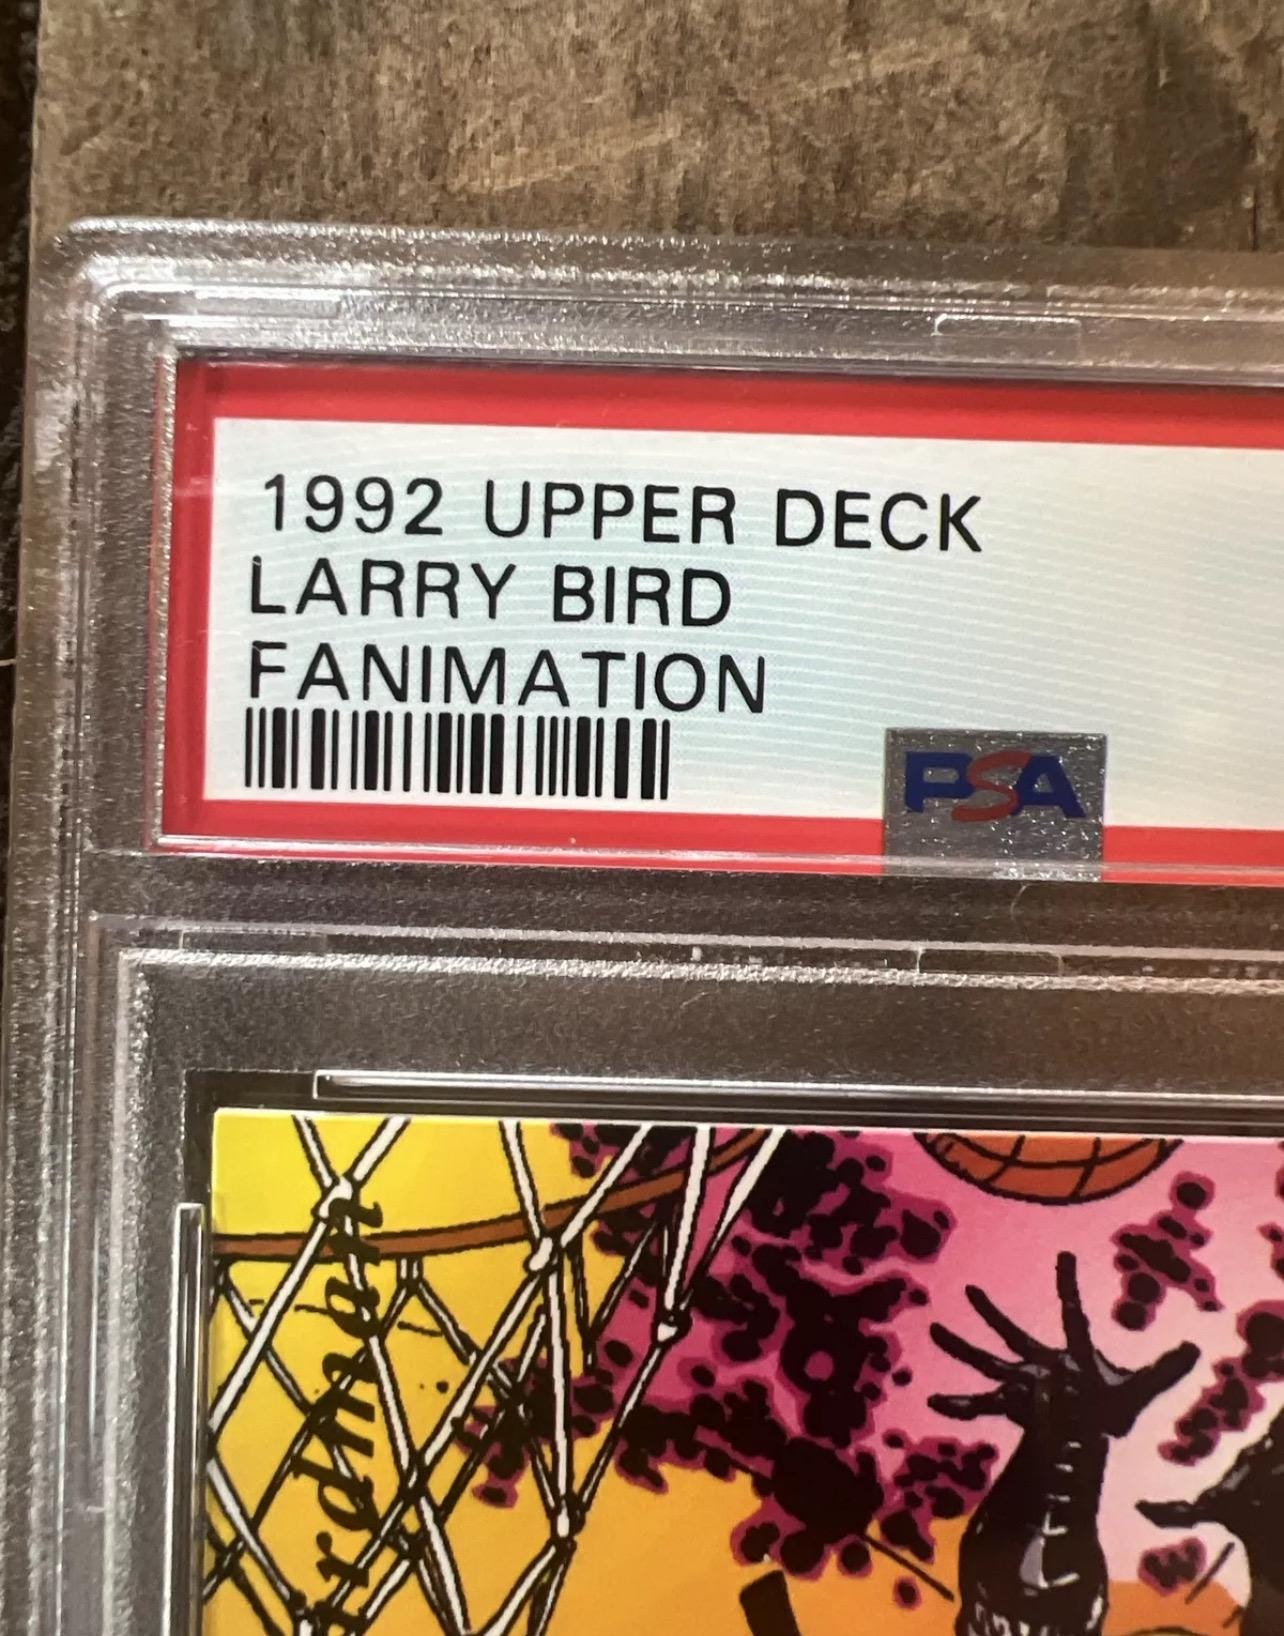 1992 UPPER DECK
LARRY BIRD
FANIMATION
PSA